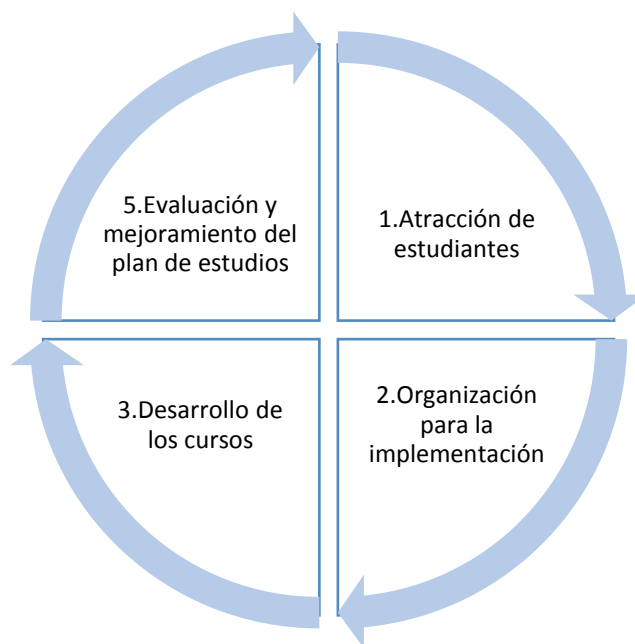 1.Atracción de
estudiantes
2.Organización
para la
implementación
3.Desarrollo de
los cursos
5.Evaluación y
mejoramiento del
plan de estudios